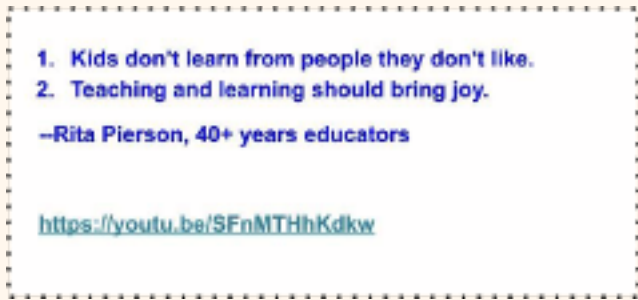 1. Kids don't learn from people they don't like.
2. Teaching and learning should bring joy.
--Rita Pierson, 40+ years educators
https://youtu.be/SFnMTHhKdkw